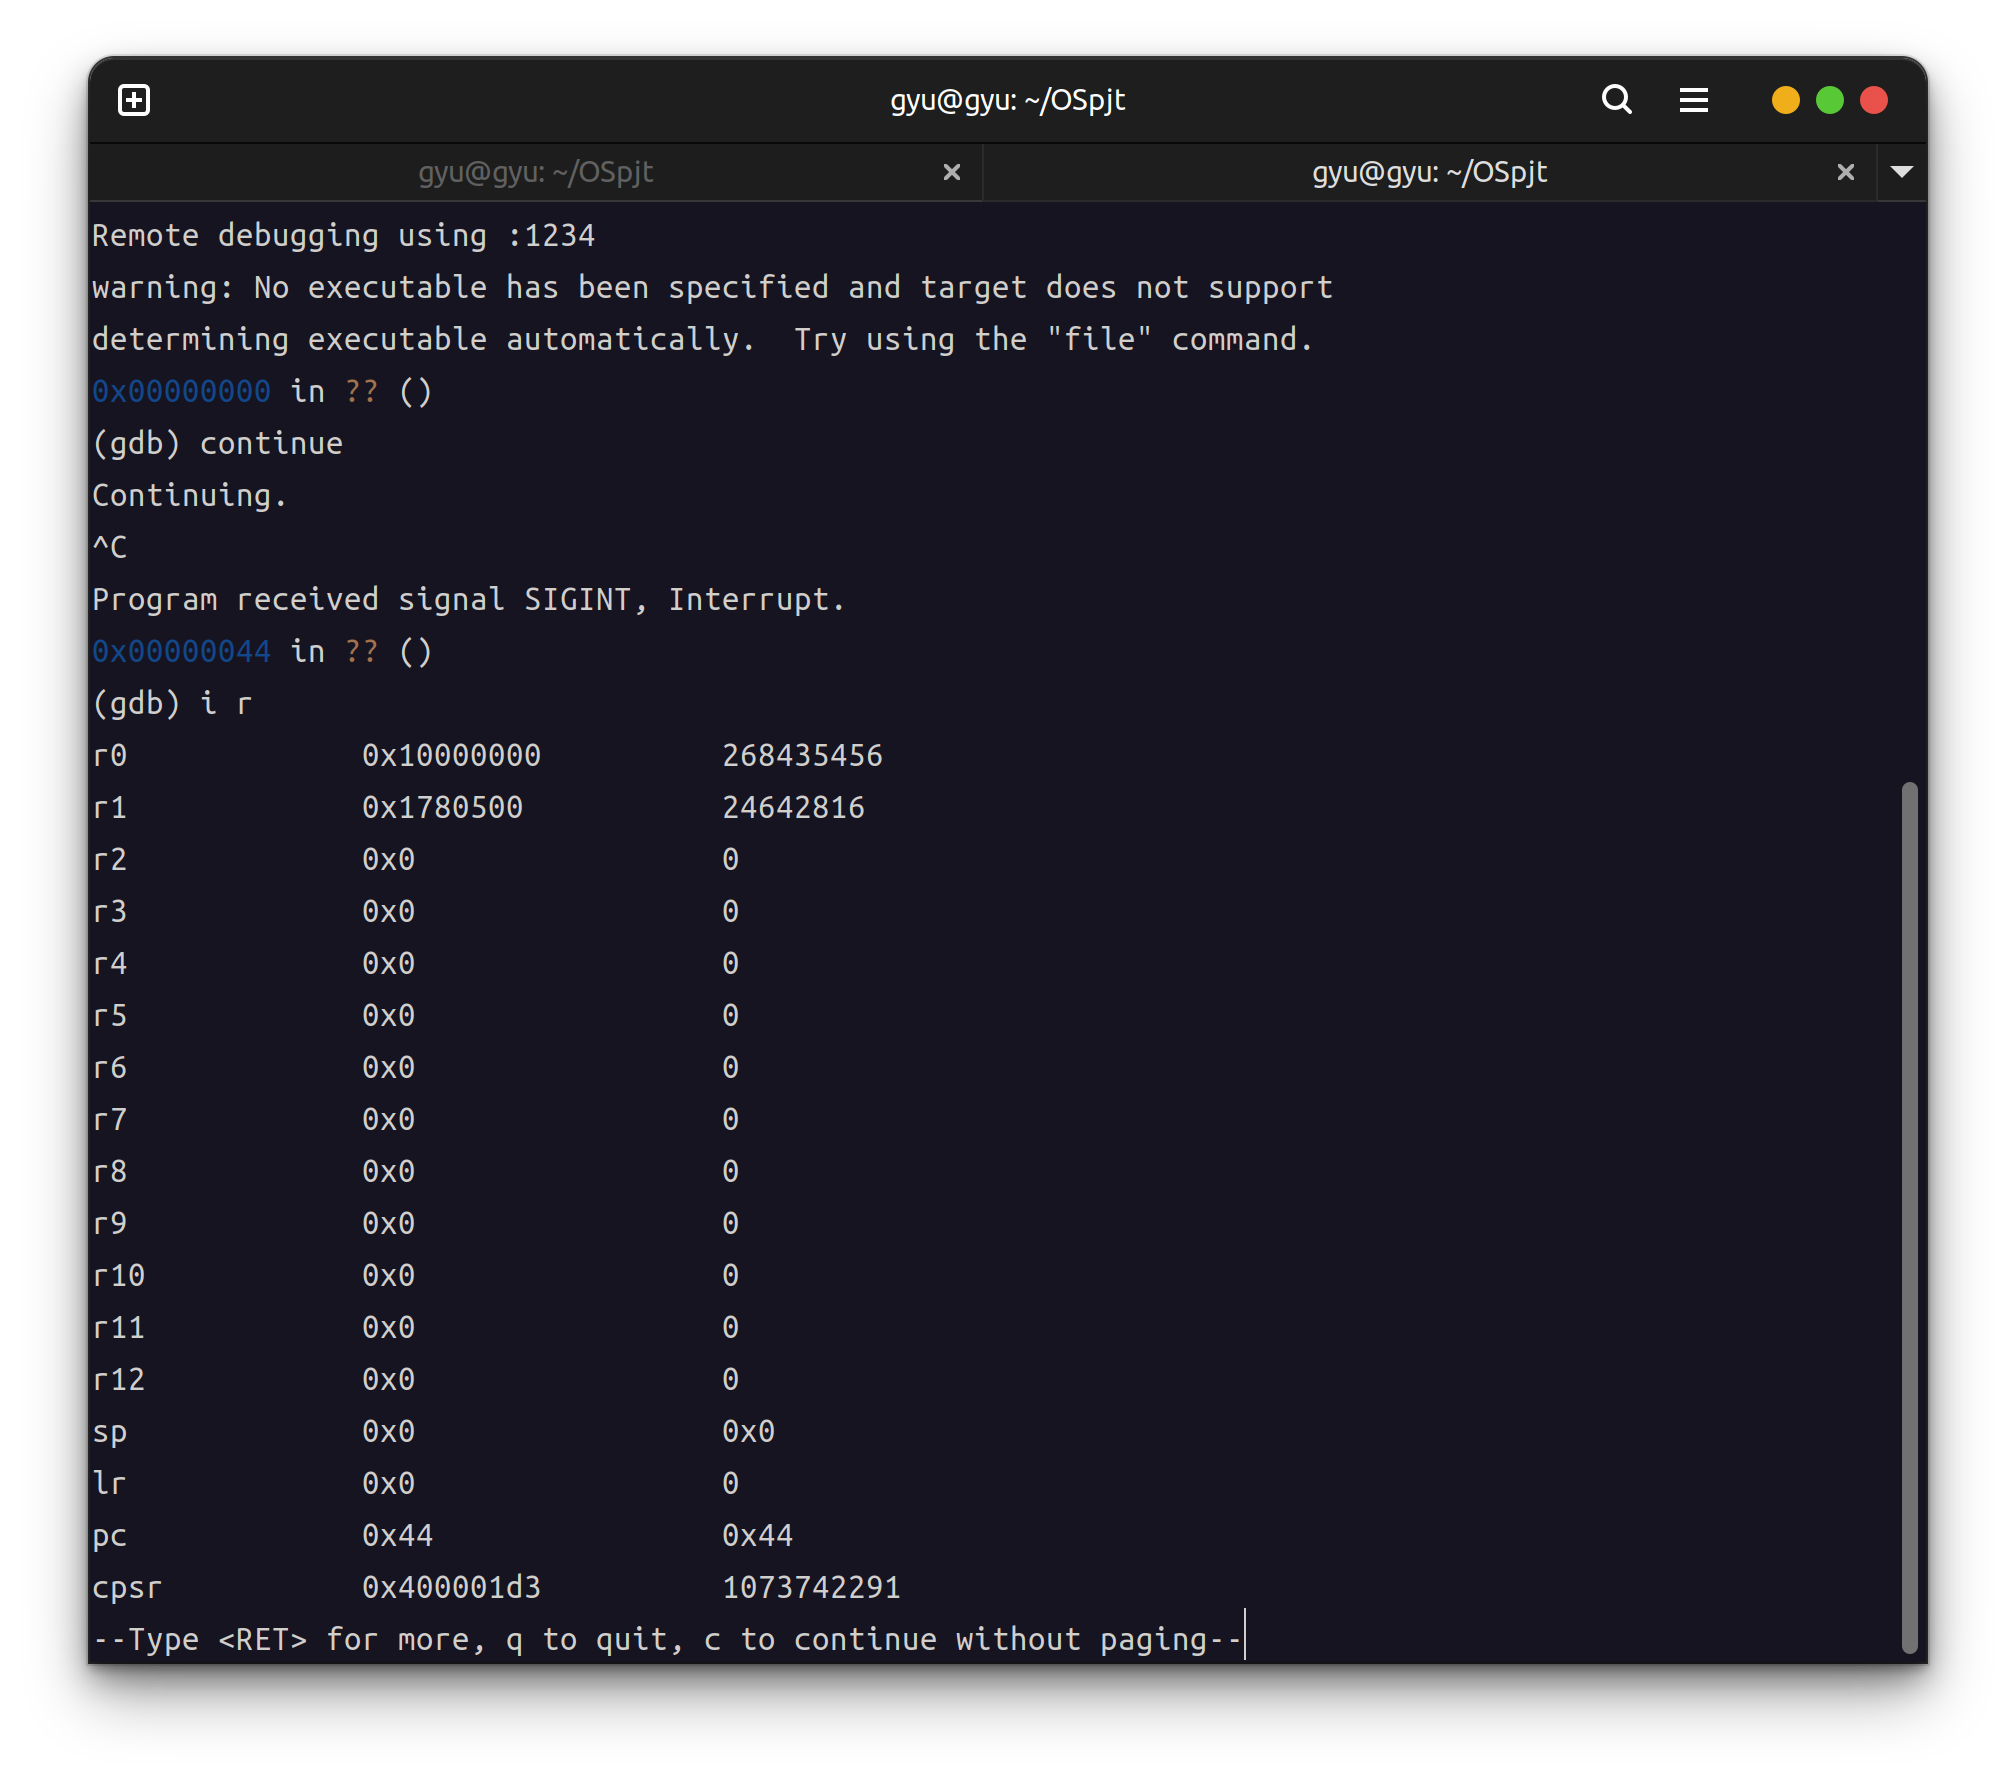 gyu@gyu: ~/OSpjt
gyu@gyu: ~/OSpjt gyu@gyu: ~/OSpjt
Remote debugging using :1234
warning: No executable has been specified and target does not support
determining executable automatically.  Try using the "file" command.
0x00000000 in ?? ()
(gdb) continue
Continuing.
^C
Program received signal SIGINT, Interrupt.
0x00000044 in ?? ()
(gdb) i r
r0 0x10000000 268435456
r1 0x1780500 24642816
r2 0x0 0
r3 0x0 0
r4 0x0 0
r5 0x0 0
r6 0x0 0
r7 0x0 0
r8 0x0 0
r9 0x0 0
r10 0x0 0
r11 0x0 0
r12 0x0 0
sp 0x0 0x0
lr 0x0 0
pc 0x44 0x44
cpsr 0x400001d3 1073742291
--Type <RET> for more, q to quit, c to continue without paging--